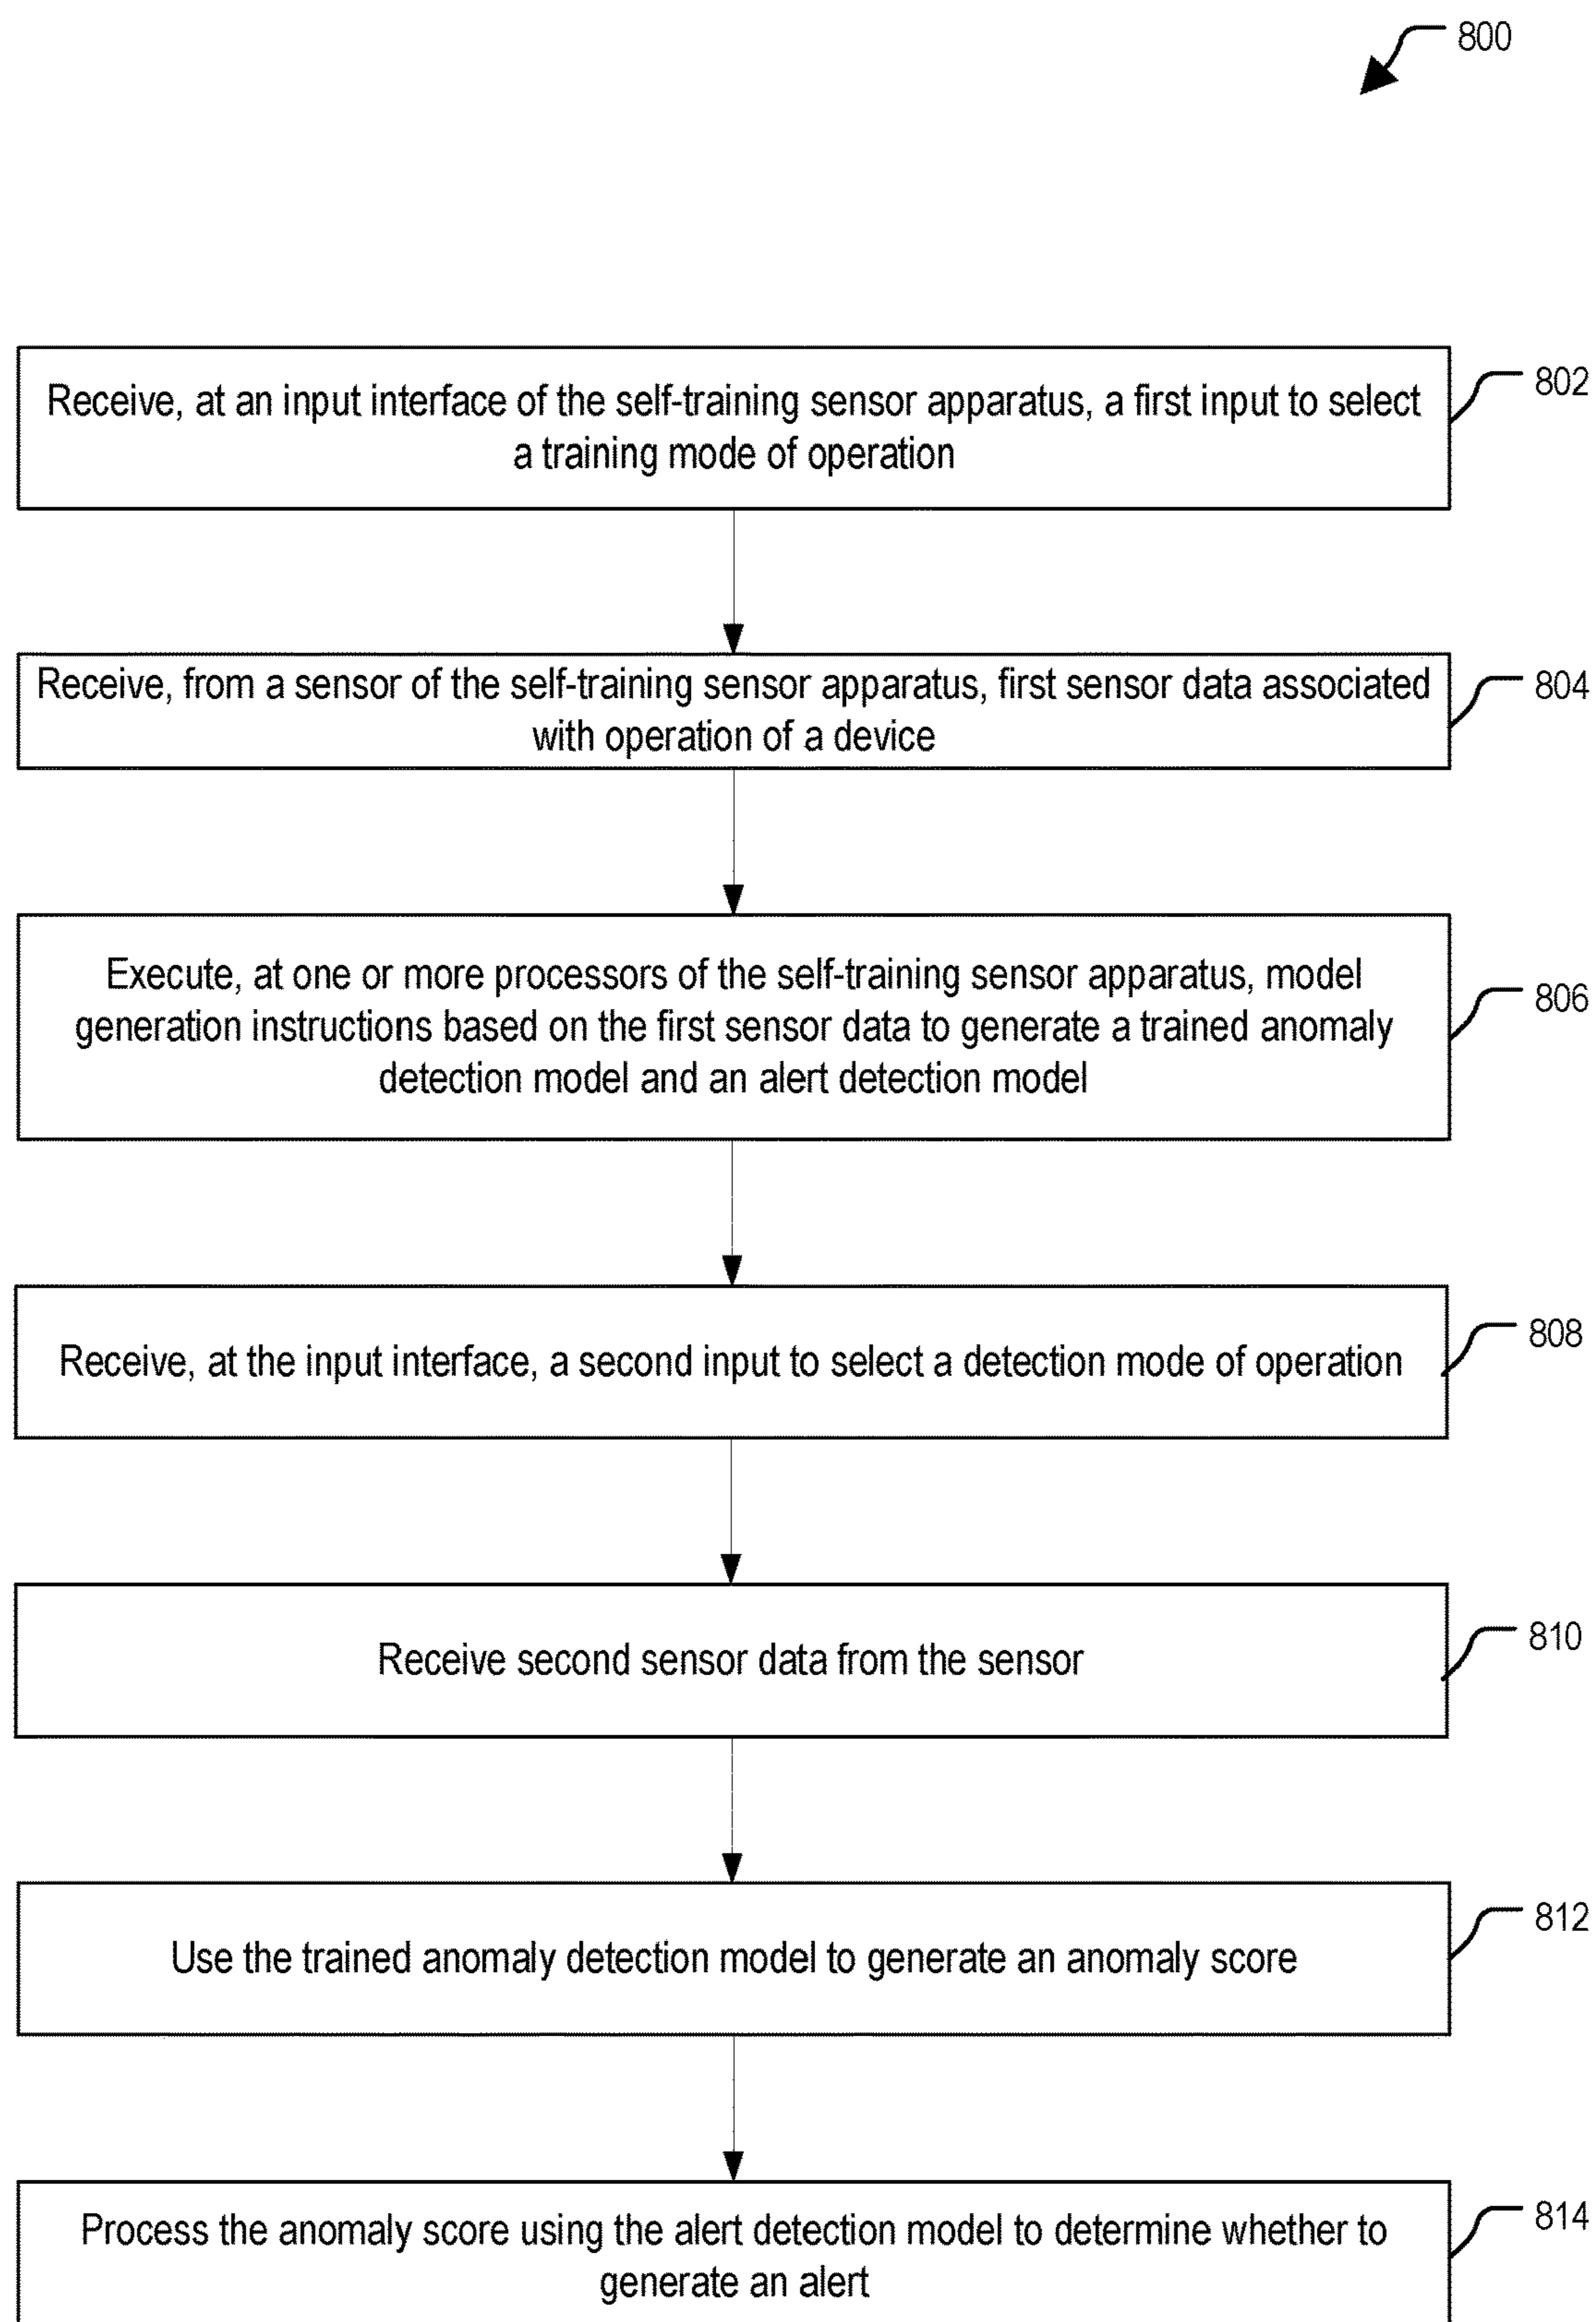 800
Receive, at an input interface of the self-training sensor apparatus, a first input to select
a training mode of operation
802
Receive, from a sensor of the self-training sensor apparatus, first sensor data associated
with operation of a device
804
Execute, at one or more processors of the self-training sensor apparatus, model
generation instructions based on the first sensor data to generate a trained anomaly
detection model and an alert detection model
806
Receive, at the input interface, a second input to select a detection mode of operation
808
Receive second sensor data from the sensor
810
Use the trained anomaly detection model to generate an anomaly score
812
Process the anomaly score using the alert detection model to determine whether to
generate an alert
814